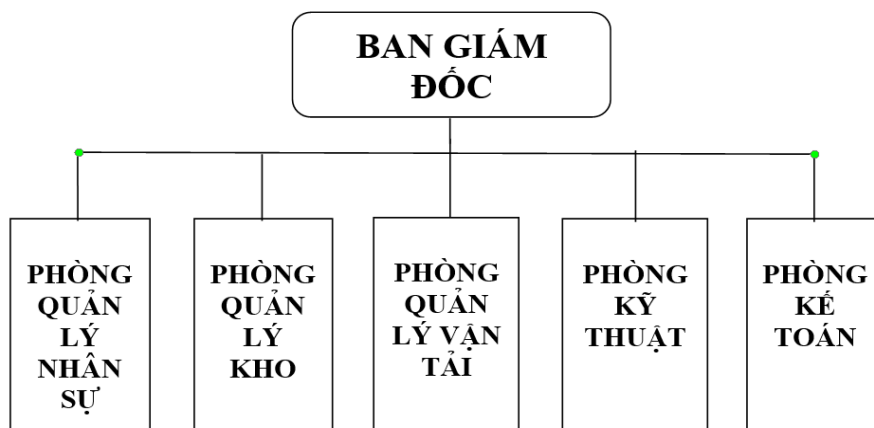 BAN GIÁM
ĐỐC
PHÒNG
QUẢN
LÝ
NHÂN
SỰ
PHÒNG
QUẢN
LÝ
KHO
PHÒNG
QUẢN
LÝ VẬN
TẢI
PHÒNG
KỸ
THUẬT
PHÒNG
KẾ
TOÁN